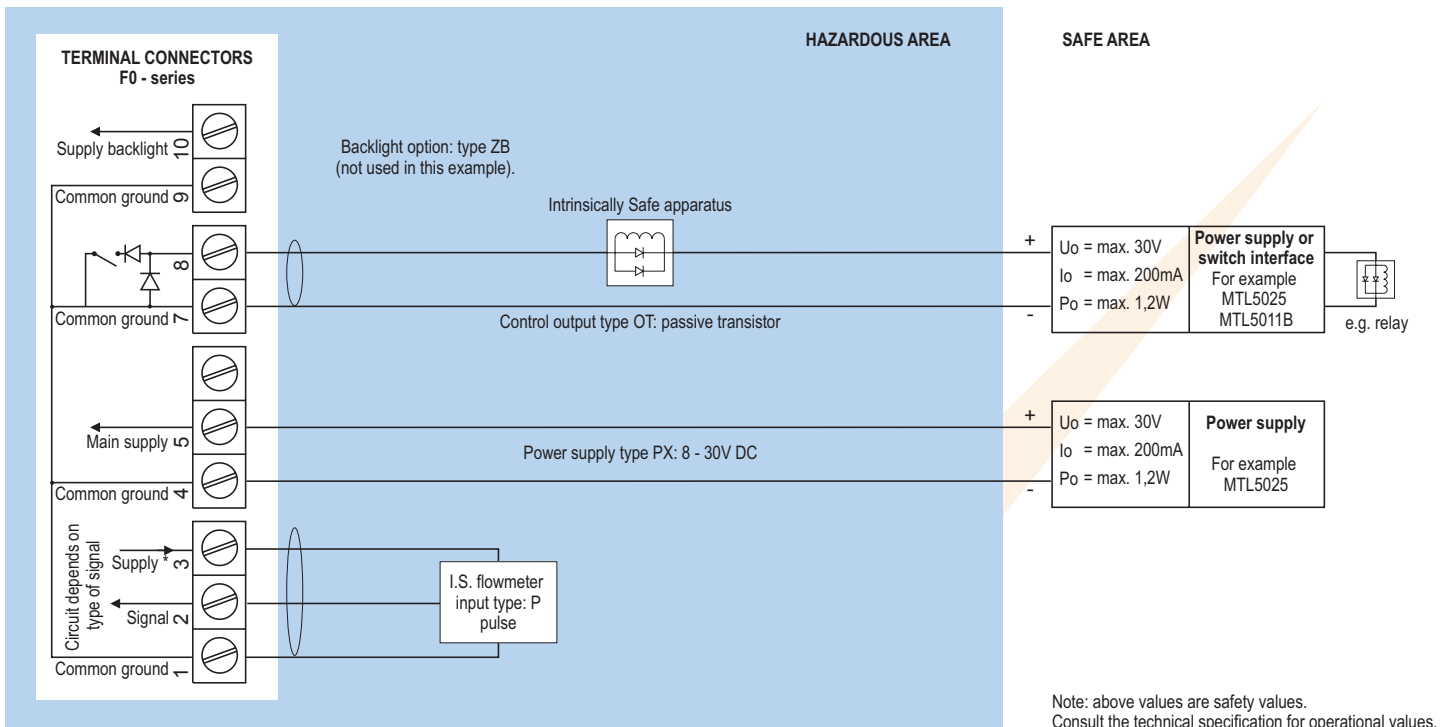 HAZARDOUS AREA
SAFE AREA
TERMINAL CONNECTORS
F0 - series
Supply backlight
10
Common ground
9
8
Common ground
7
Main supply
5
Common ground
4
Circuit depends on
type of signal
Supply *
3
Signal
2
Common ground
1
Backlight option: type ZB
(not used in this example).
Intrinsically Safe apparatus
Control output type OT: passive transistor
Power supply type PX: 8 - 30V DC
I.S. flowmeter
input type: P
pulse
+
-
Uo = max. 30V
Io = max. 200mA
Po = max. 1,2W
Power supply or
switch interface
For example
MTL5025
MTL5011B
e.g. relay
+
-
Uo = max. 30V
Io = max. 200mA
Po = max. 1,2W
Power supply
For example
MTL5025
Note: above values are safety values.
Consult the technical specification for operational values.